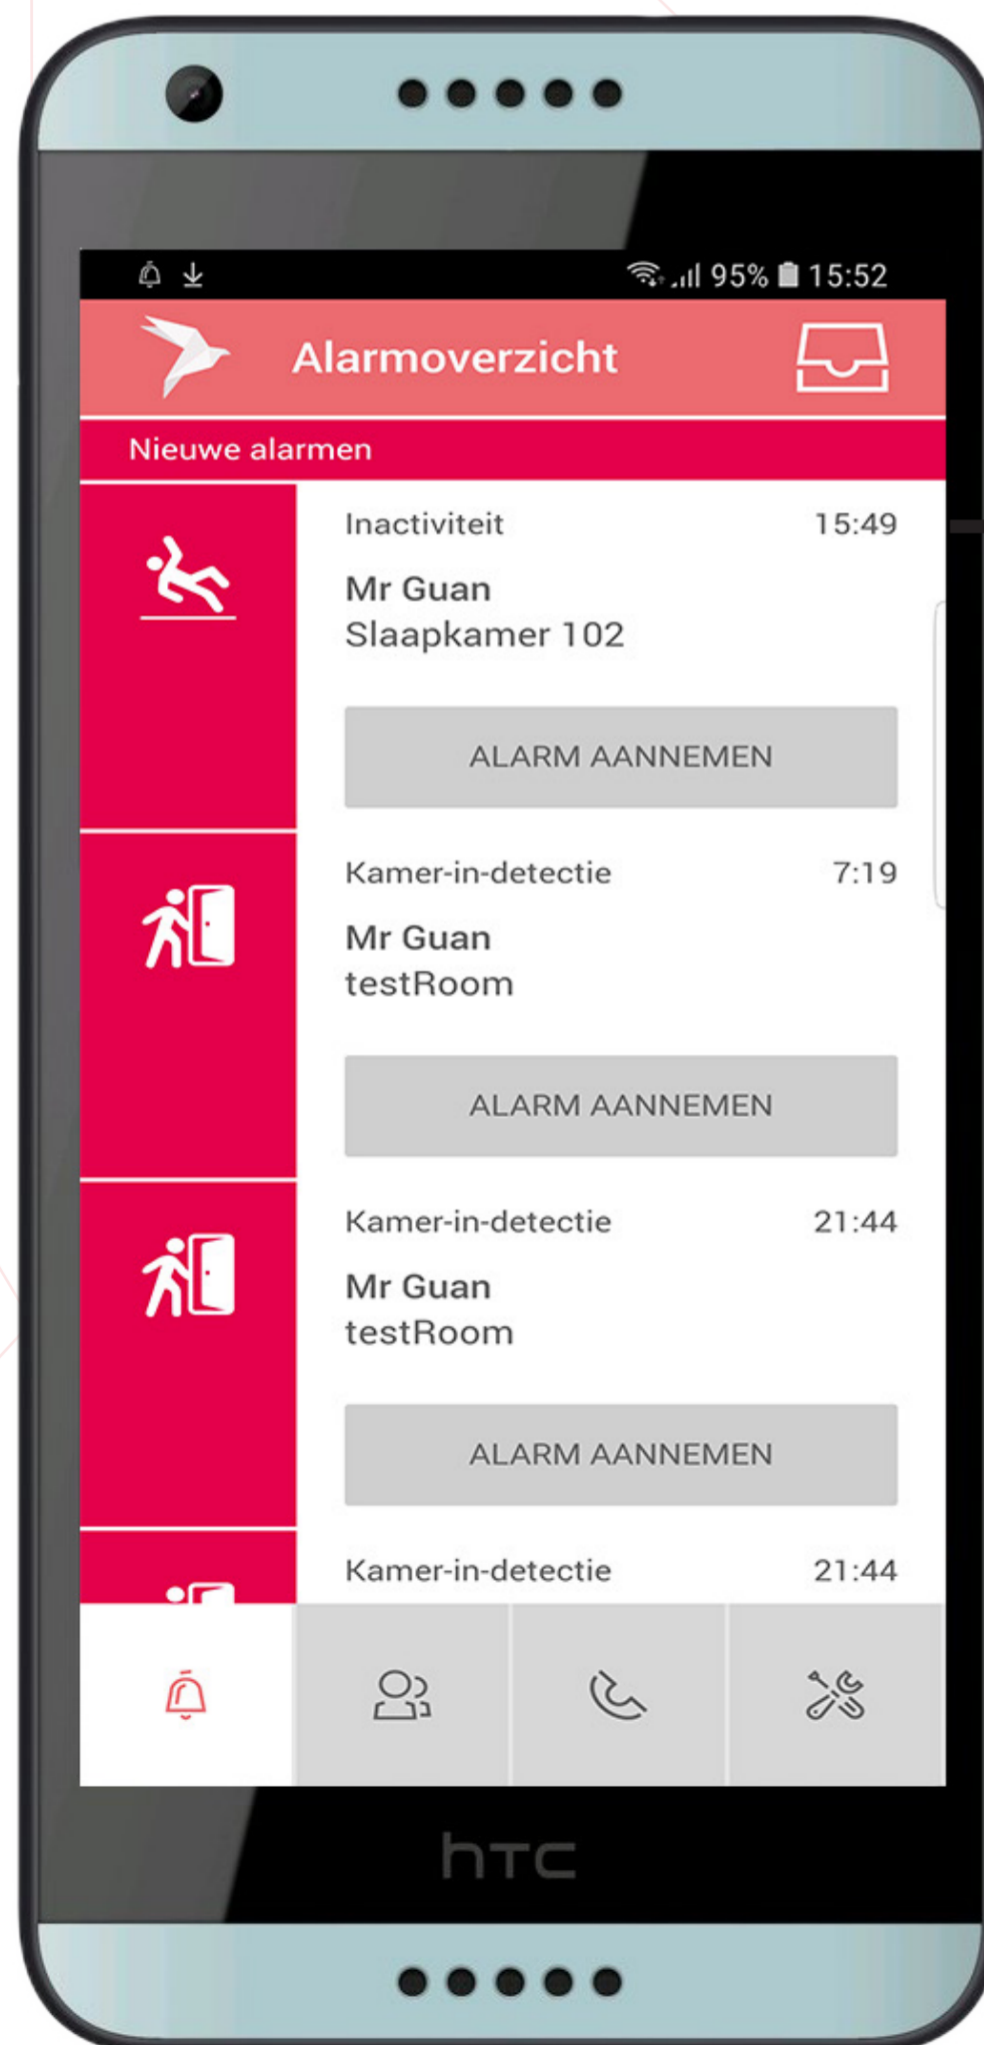 95% 15:52
Alarmoverzicht
Nieuwe alarmen
Inactiviteit 15:49
Mr Guan
Slaapkamer 102
ALARM AANNEMEN
Kamer-in-detectie 7:19
Mr Guan
testRoom
ALARM AANNEMEN
Kamer-in-detectie 21:44
Mr Guan
testRoom
ALARM AANNEMEN
Kamer-in-detectie 21:44
hTC